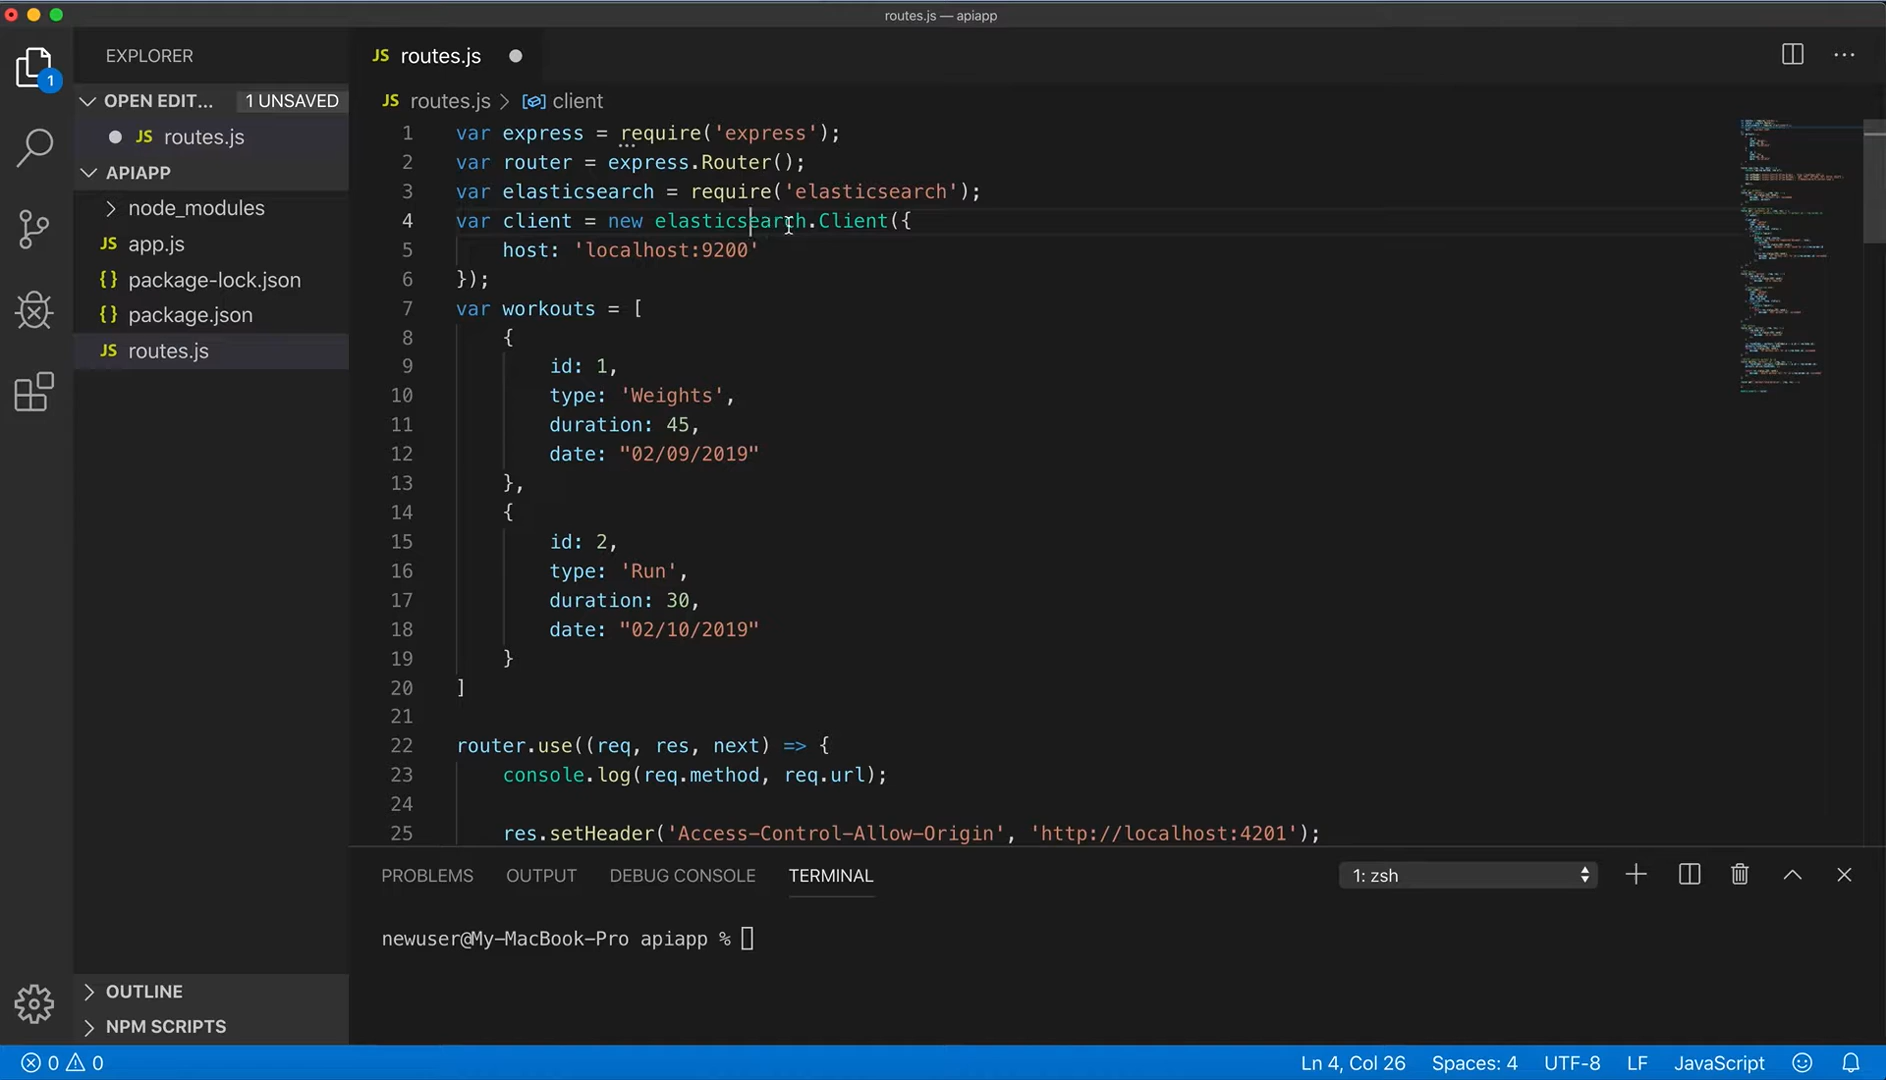 routes.js — apiapp
EXPLORER
OPEN EDIT... 1 UNSAVED
JS routes.js
APIAPP
node_modules
JS app.js
{} package-lock.json
{} package.json
JS routes.js
OUTLINE
NPM SCRIPTS
1
JS routes.js
JS routes.js > client
1 var express = require('express');
2 var router = express.Router();
3 var elasticsearch = require('elasticsearch');
4 var client = new elasticsearch.Client({
5 host: 'localhost:9200'
6 });
7 var workouts = [
8 {
9 id: 1,
10 type: 'Weights',
11 duration: 45,
12 date: "02/09/2019"
13 },
14 {
15 id: 2,
16 type: 'Run',
17 duration: 30,
18 date: "02/10/2019"
19 }
20 ]
21
22 router.use((req, res, next) => {
23 console.log(req.method, req.url);
24
25 res.setHeader('Access-Control-Allow-Origin', 'http://localhost:4201');
PROBLEMS OUTPUT DEBUG CONSOLE TERMINAL 1: zsh
newuser@My-MacBook-Pro apiapp %
0 0 Ln 4, Col 26 Spaces: 4 UTF-8 LF JavaScript